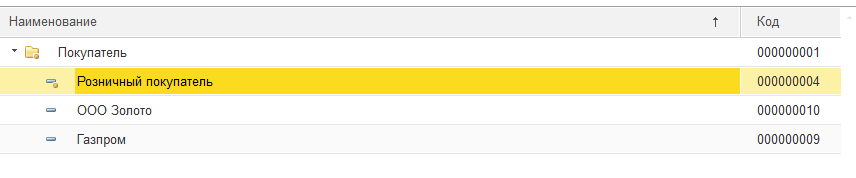 Наименование ↑ Код
Покупатель 000000001
Розничный покупатель 000000004
ООО Золото 000000010
Газпром 000000009